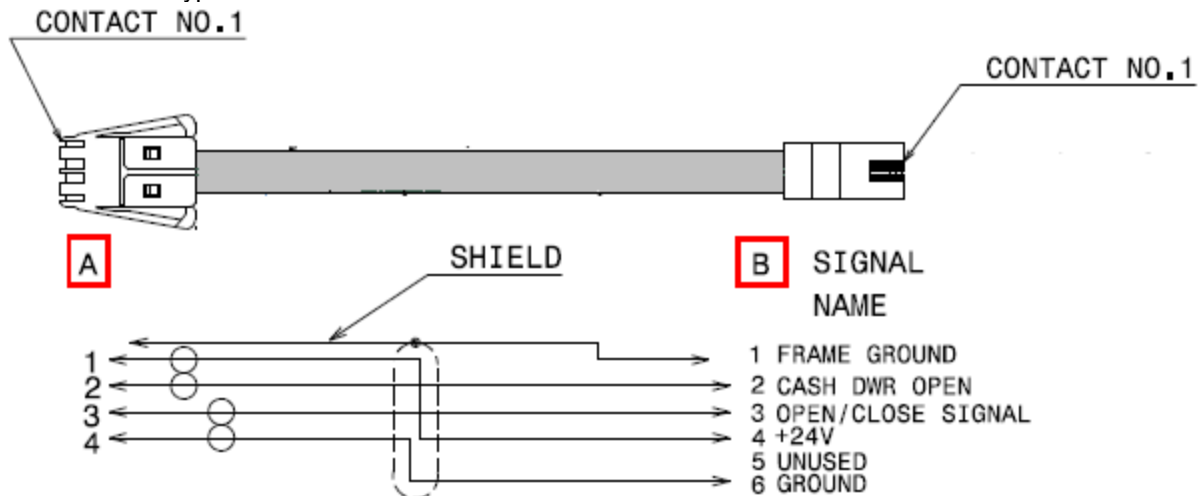 CONTACT NO.1
CONTACT NO.1
A
SHIELD
B
SIGNAL
NAME
1
2
3
4
1 FRAME GROUND
2 CASH DWR OPEN
3 OPEN/CLOSE SIGNAL
4 +24V
5 UNUSED
6 GROUND